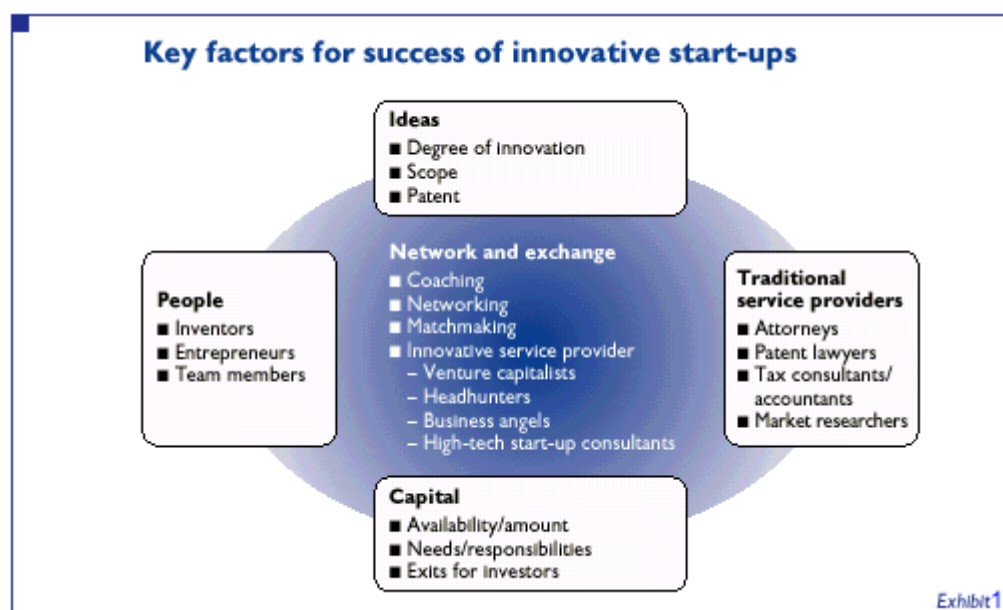 Key factors for success of innovative start-ups
Ideas
■ Degree of innovation
■ Scope
■ Patent
Network and exchange
■ Coaching
■ Networking
■ Matchmaking
■ Innovative service provider
– Venture capitalists
– Headhunters
– Business angels
– High-tech start-up consultants
People
■ Inventors
■ Entrepreneurs
■ Team members
Traditional
service providers
■ Attorneys
■ Patent lawyers
■ Tax consultants/
accountants
■ Market researchers
Capital
■ Availability/amount
■ Needs/responsibilities
■ Exits for investors
Exhibit1